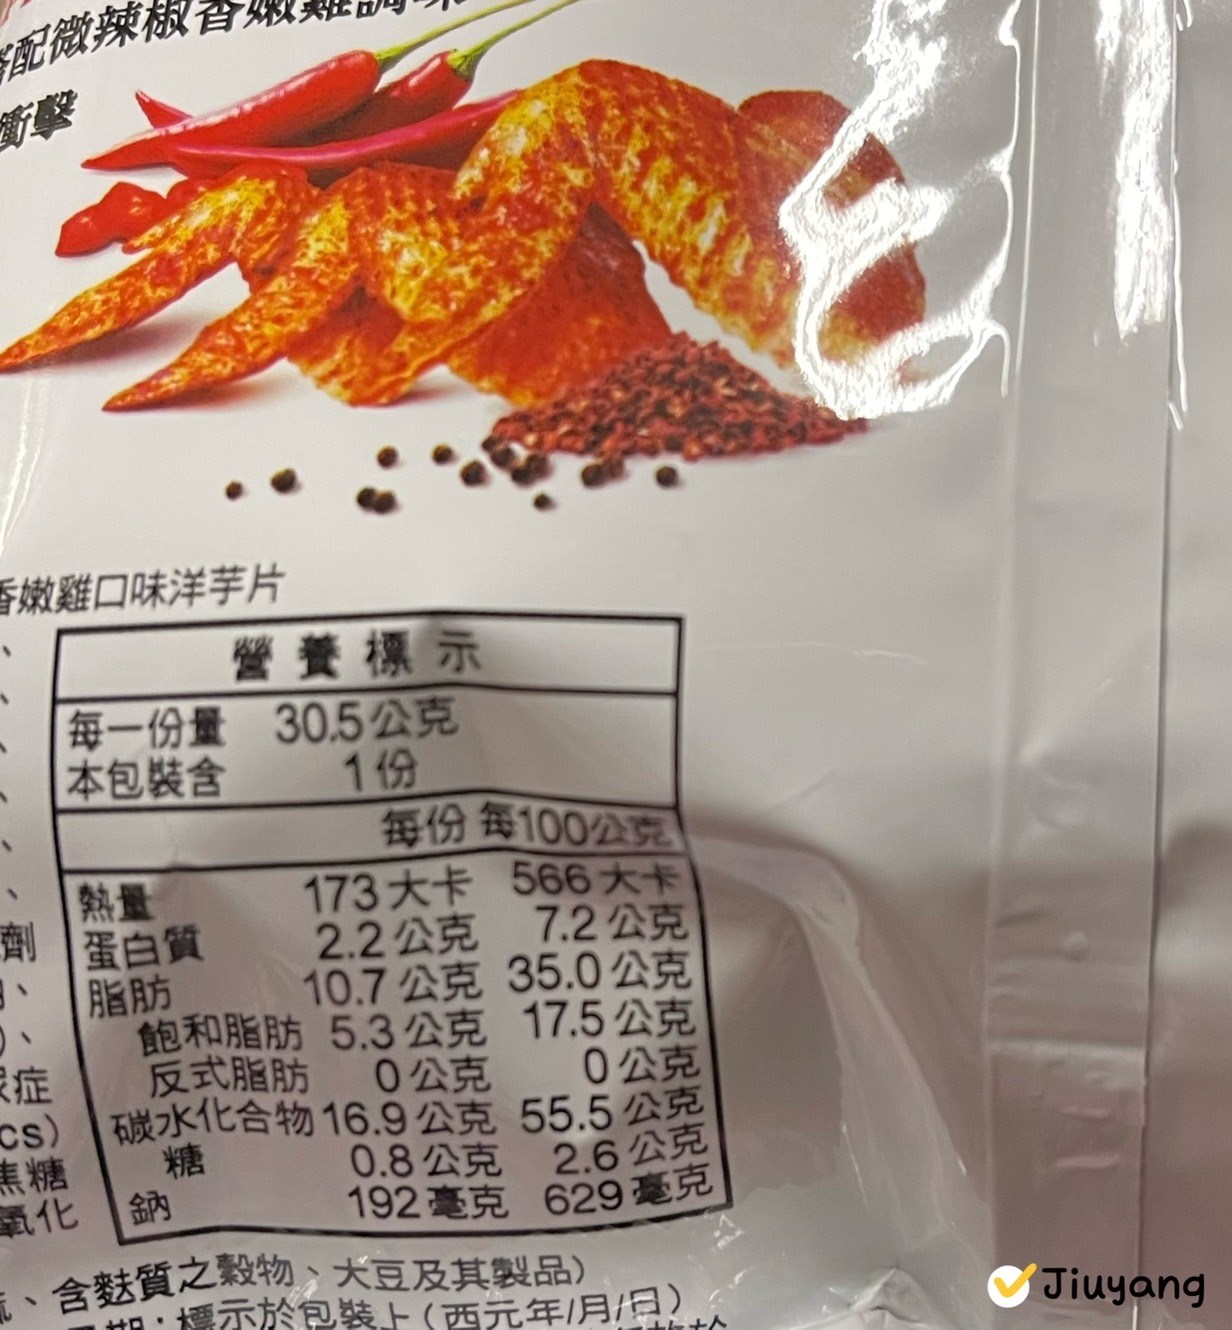 搭配微辣椒香嫩雞調味
衝擊
香嫩雞口味洋芋片
營養標示
每一份量 30.5公克
本包裝含 1份
每份 每100公克
熱量 173大卡 566大卡
蛋白質 2.2公克 7.2公克
脂肪 10.7公克 35.0公克
飽和脂肪 5.3公克 17.5公克
反式脂肪 0公克 0公克
碳水化合物 16.9公克 55.5公克
糖 0.8公克 2.6公克
鈉 192毫克 629毫克
劑
症
cs)
焦糖
氧化
、含麩質之穀物、大豆及其製品)
期:標示於包裝上(西元年/月/日)
Jiuyang